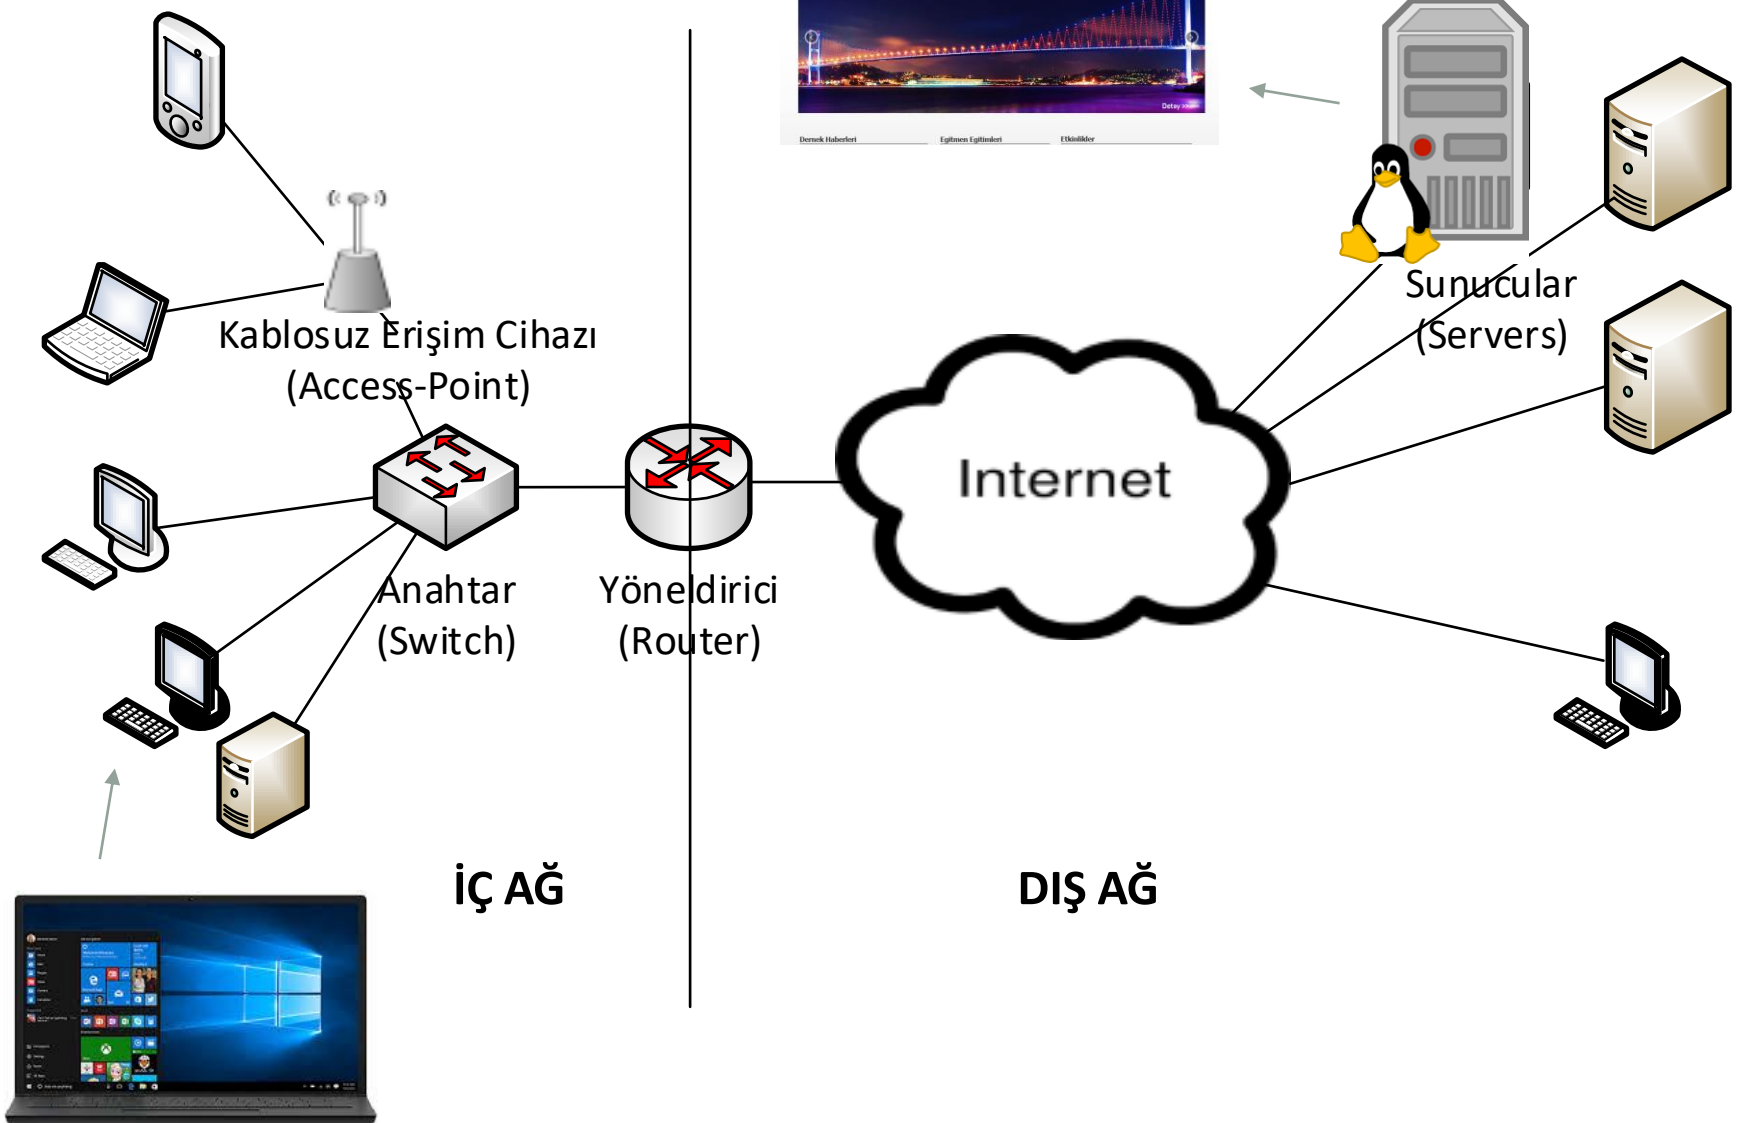 Detay
Dernek Haberleri
Egitmen Egitimleri
Etkinlikler
Sunucular
(Servers)
Kablosuz Erişim Cihazı
(Access-Point)
Internet
Anahtar
(Switch)
Yöneldirici
(Router)
İÇ AĞ
DIŞ AĞ